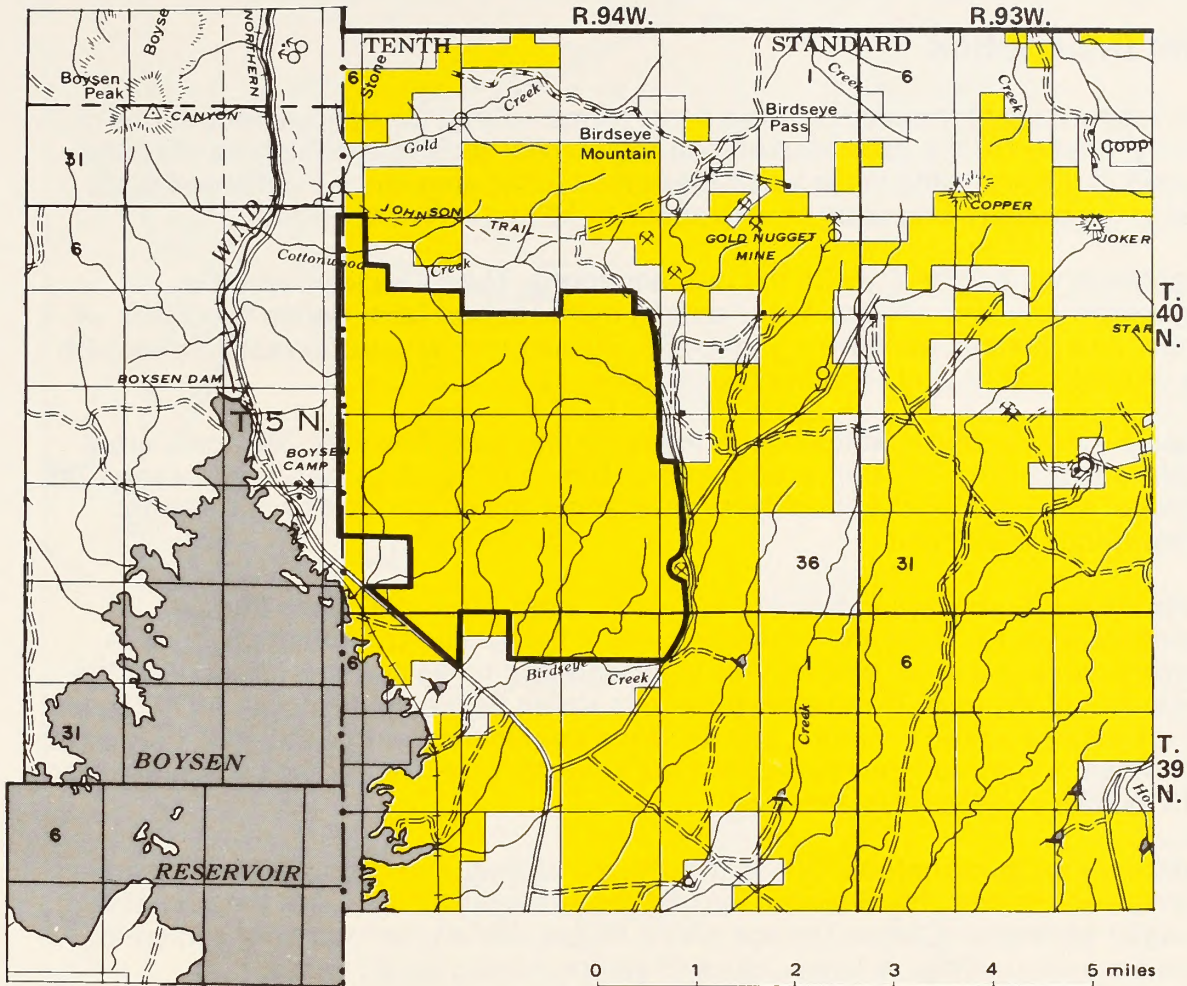 R.94W.
R.93W.
TENTH
STANDARD
Boyse
NORTHERN
6
Stone
1
6
Creek
Creek
Creek
Boysen
Peak
CANYON
Gold
Birdseye
Pass
Birdseye
Mountain
Copp
31
COPPER
JOHNSON
TRAIL
GOLD NUGGET
MINE
JOKER
WIND
6
Cottonwood
Creek
T.
40
N.
STAR
BOYSEN DAM
T. 5 N.
BOYSEN
CAMP
36
31
6
Birdseye
Creek
1
6
Creek
31
BOYSEN
T.
39
N.
Ho
6
RESERVOIR
0 1 2 3 4 5 miles